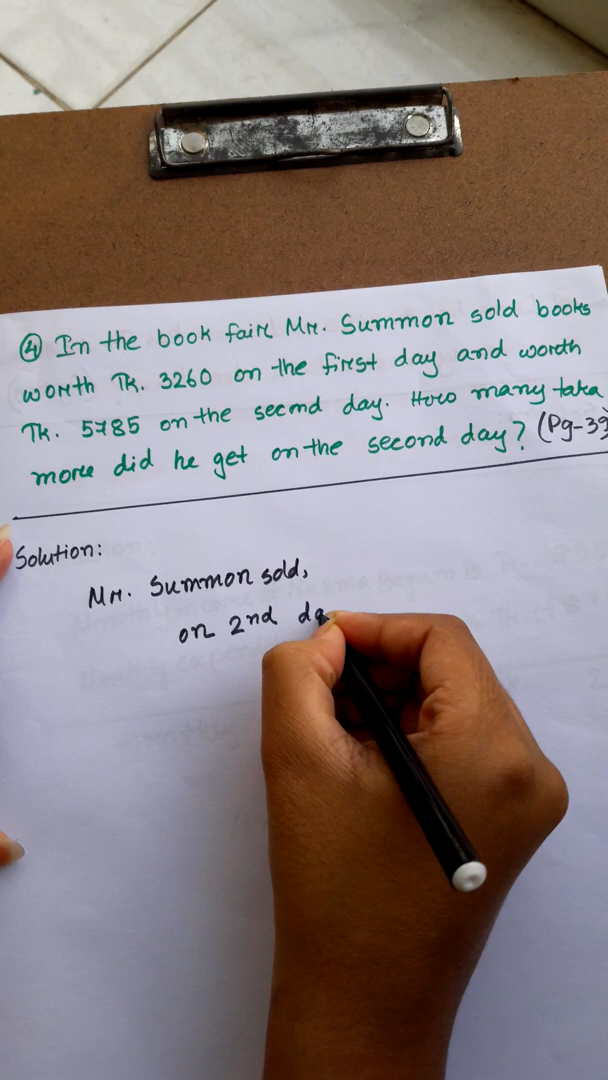 ④ In the book fair Mr. Summon sold books
worth Tk. 3260 on the first day and worth
Tk. 5785 on the second day. How many taka
more did he get on the second day? (Pg-39)
Solution:
Mr. Summon sold,
on 2nd da